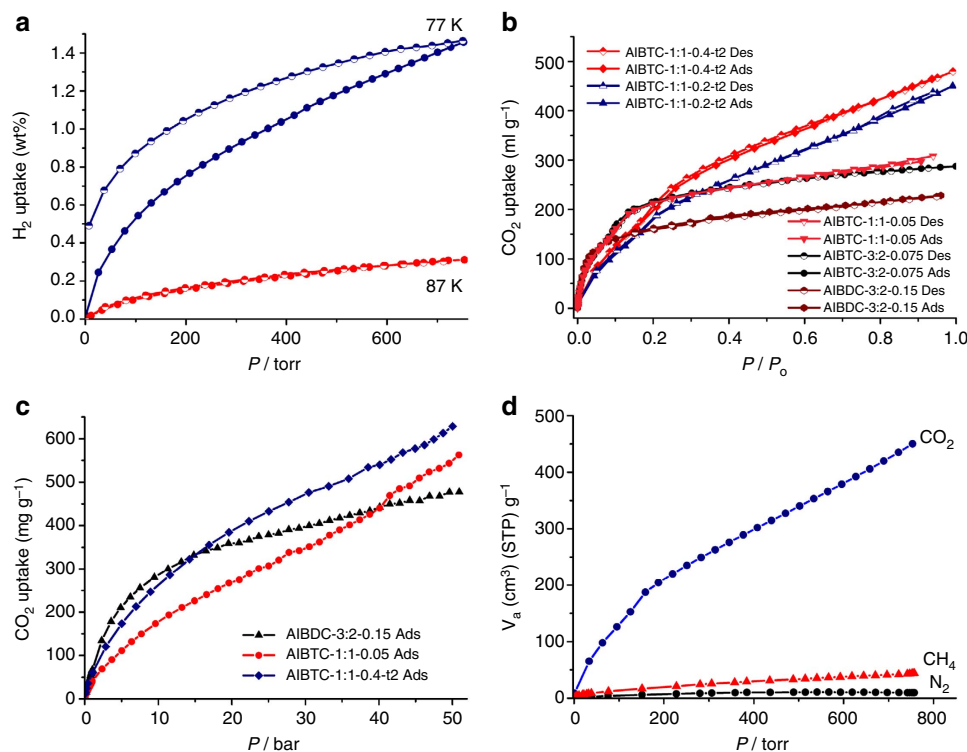 a
77 K
87 K
H2 uptake (wt%)
1.4
1.2
1.0
0.8
0.6
0.4
0.2
0.0
0
200
400
600
P / torr
b
AlBTC-1:1-0.4-t2 Des
AlBTC-1:1-0.4-t2 Ads
AlBTC-1:1-0.2-t2 Des
AlBTC-1:1-0.2-t2 Ads
AlBTC-1:1-0.05 Des
AlBTC-1:1-0.05 Ads
AlBTC-3:2-0.075 Des
AlBTC-3:2-0.075 Ads
AlBDC-3:2-0.15 Des
AlBDC-3:2-0.15 Ads
CO2 uptake (ml g−1)
500
400
300
200
100
0
0.0
0.2
0.4
0.6
0.8
1.0
P / Po
c
AlBDC-3:2-0.15 Ads
AlBTC-1:1-0.05 Ads
AlBTC-1:1-0.4-t2 Ads
CO2 uptake (mg g−1)
600
500
400
300
200
100
0
0
10
20
30
40
50
P / bar
d
CO2
CH4
N2
Va (cm3) (STP) g−1
500
400
300
200
100
0
0
200
400
600
800
P / torr